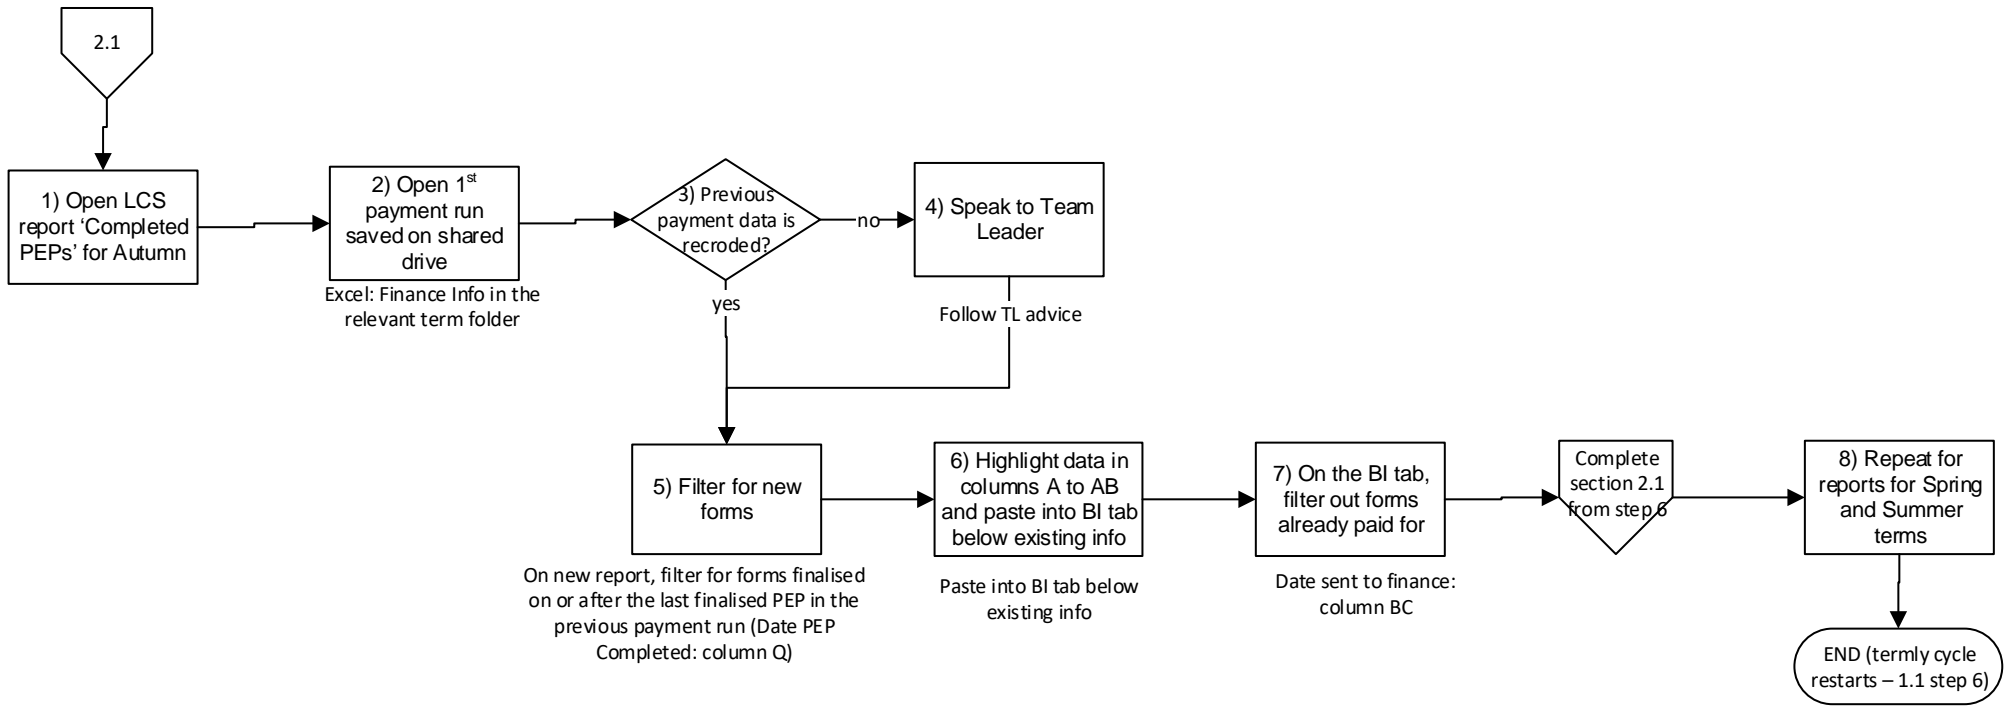 2.1
1) Open LCS
report ‘Completed
PEPs’ for Autumn
2) Open 1st
payment run
saved on shared
drive
Excel: Finance Info in the
relevant term folder
3) Previous
payment data is
recroded?
no
yes
4) Speak to Team
Leader
Follow TL advice
5) Filter for new
forms
On new report, filter for forms finalised
on or after the last finalised PEP in the
previous payment run (Date PEP
Completed: column Q)
6) Highlight data in
columns A to AB
and paste into BI tab
below existing info
Paste into BI tab below
existing info
7) On the BI tab,
filter out forms
already paid for
Date sent to finance:
column BC
Complete
section 2.1
from step 6
8) Repeat for
reports for Spring
and Summer
terms
END (termly cycle
restarts – 1.1 step 6)